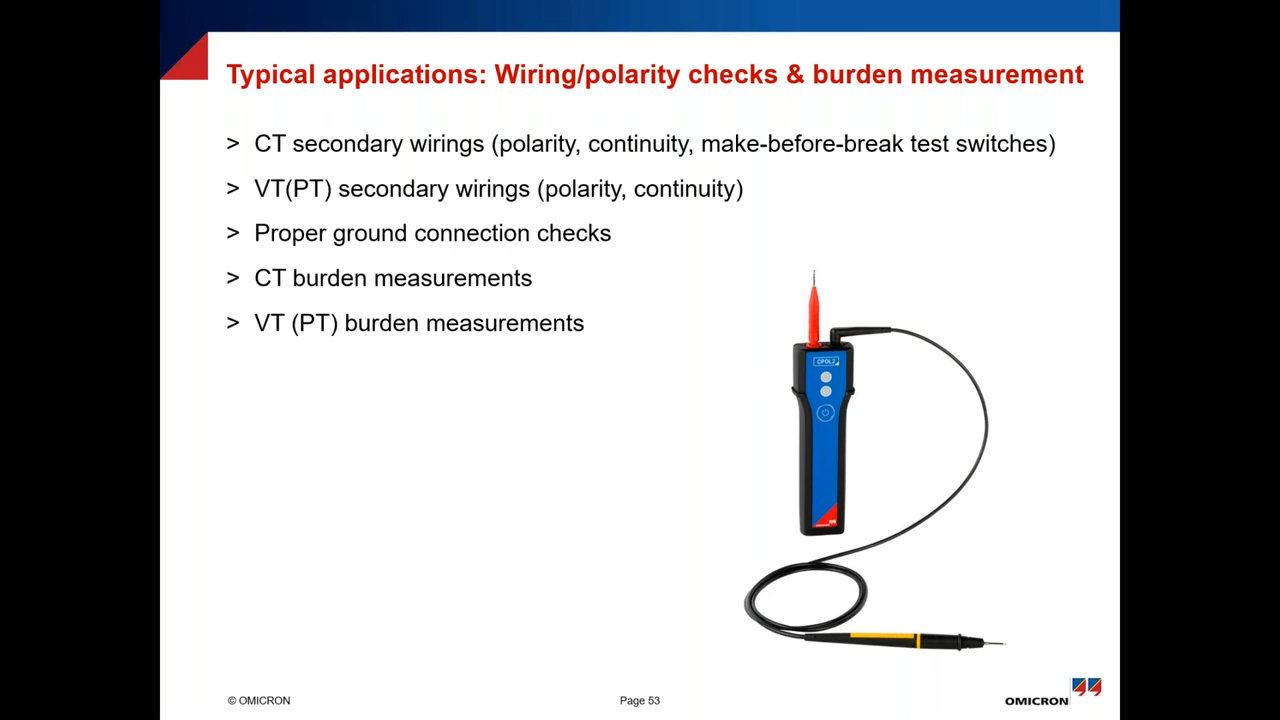 Typical applications: Wiring/polarity checks & burden measurement
> CT secondary wirings (polarity, continuity, make-before-break test switches)
> VT(PT) secondary wirings (polarity, continuity)
> Proper ground connection checks
> CT burden measurements
> VT (PT) burden measurements
CPOL2
© OMICRON
Page 53
OMICRON